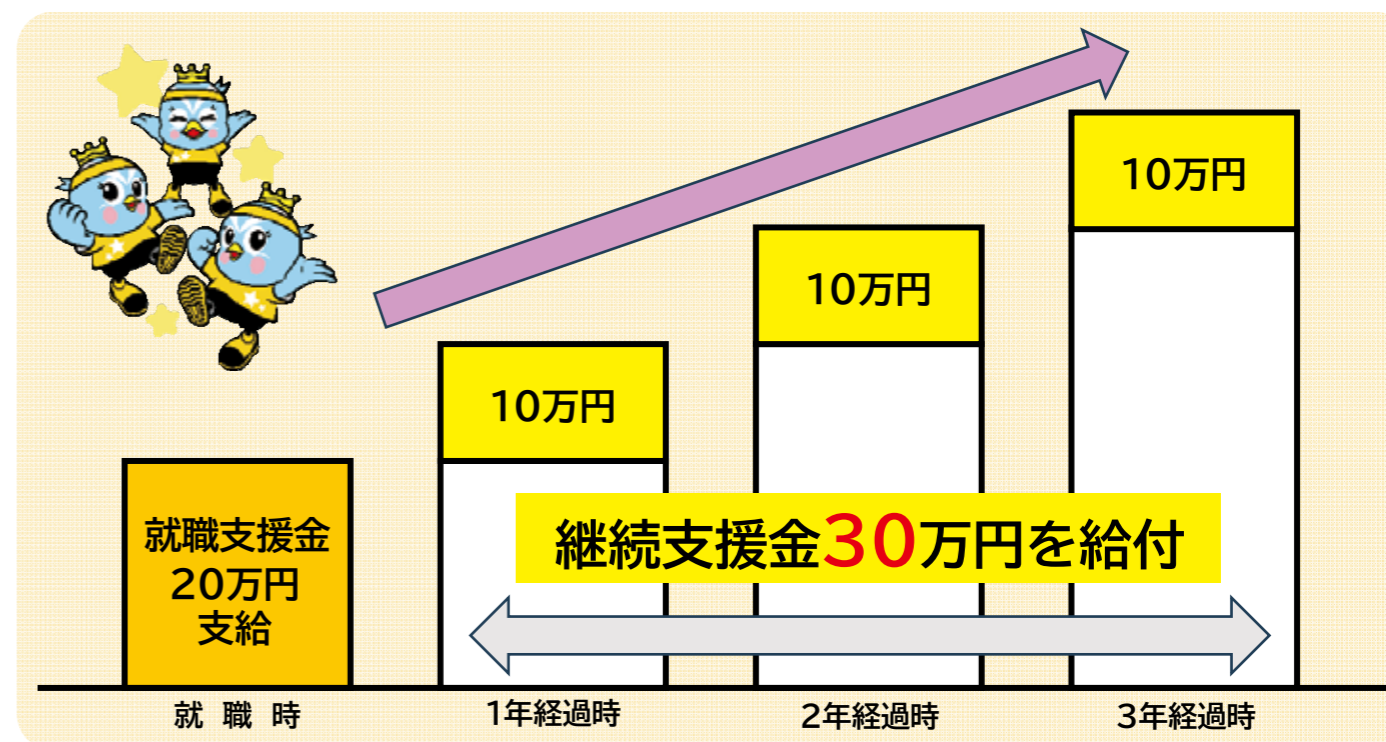 10万円
10万円
10万円
就職支援金
20万円
支給
継続支援金30万円を給付
就職時
1年経過時
2年経過時
3年経過時